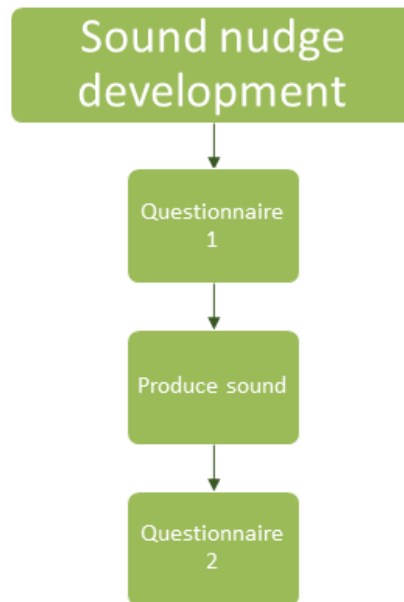 Sound nudge
development
Questionnaire
1
Produce sound
Questionnaire
2